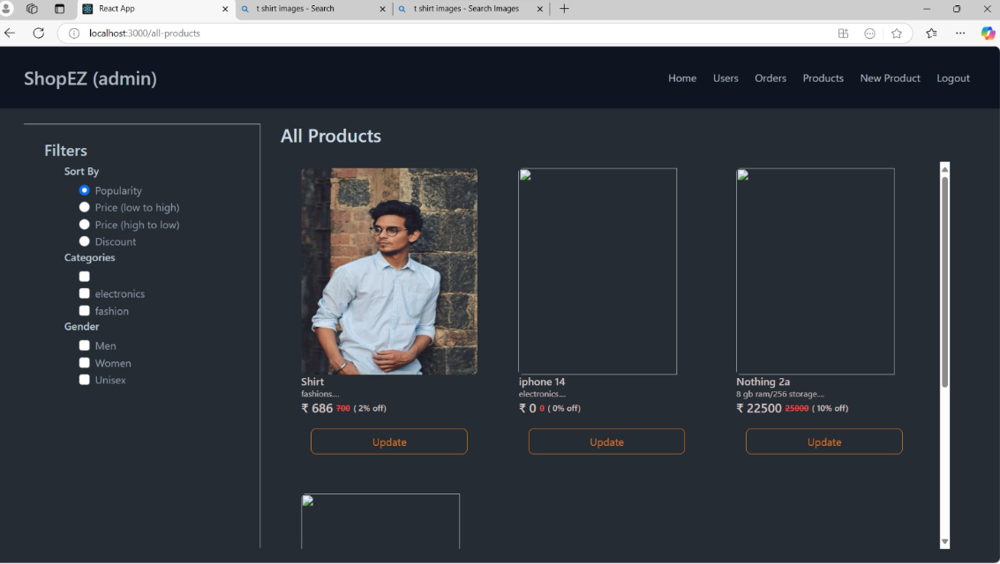 React App
t shirt images - Search
t shirt images - Search Images
localhost:3000/all-products
ShopEZ (admin)
Home Users Orders Products New Product Logout
Filters
Sort By
Popularity
Price (low to high)
Price (high to low)
Discount
Categories
electronics
fashion
Gender
Men
Women
Unisex
All Products
Shirt
fashions....
₹ 686 700 ( 2% off)
Update
iphone 14
electronics....
₹ 0 0 ( 0% off)
Update
Nothing 2a
8 gb ram/256 storage....
₹ 22500 25000 ( 10% off)
Update